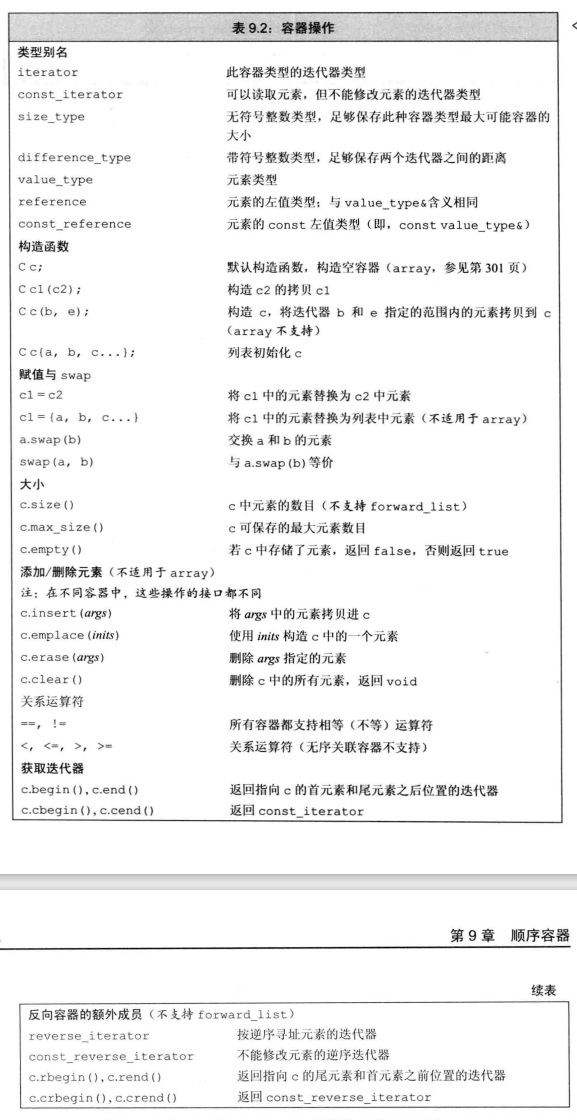 表 9.2：容器操作
类型别名
iterator 此容器类型的迭代器类型
const_iterator 可以读取元素，但不能修改元素的迭代器类型
size_type 无符号整数类型，足够保存此种容器类型最大可能容器的
大小
difference_type 带符号整数类型，足够保存两个迭代器之间的距离
value_type 元素类型
reference 元素的左值类型；与 value_type&含义相同
const_reference 元素的 const 左值类型（即，const value_type&）
构造函数
C c; 默认构造函数，构造空容器（array，参见第 301 页）
C c1(c2); 构造 c2 的拷贝 c1
C c(b, e); 构造 c，将迭代器 b 和 e 指定的范围内的元素拷贝到 c
（array 不支持）
C c{a, b, c...}; 列表初始化 c
赋值与 swap
c1 = c2 将 c1 中的元素替换为 c2 中元素
c1 = {a, b, c...} 将 c1 中的元素替换为列表中元素（不适用于 array）
a.swap(b) 交换 a 和 b 的元素
swap(a, b) 与 a.swap(b)等价
大小
c.size() c 中元素的数目（不支持 forward_list）
c.max_size() c 可保存的最大元素数目
c.empty() 若 c 中存储了元素，返回 false，否则返回 true
添加/删除元素（不适用于 array）
注：在不同容器中，这些操作的接口都不同
c.insert(args) 将 args 中的元素拷贝进 c
c.emplace(inits) 使用 inits 构造 c 中的一个元素
c.erase(args) 删除 args 指定的元素
c.clear() 删除 c 中的所有元素，返回 void
关系运算符
==, != 所有容器都支持相等（不等）运算符
<, <=, >, >= 关系运算符（无序关联容器不支持）
获取迭代器
c.begin(), c.end() 返回指向 c 的首元素和尾元素之后位置的迭代器
c.cbegin(), c.cend() 返回 const_iterator
第 9 章 顺序容器
续表
反向容器的额外成员（不支持 forward_list）
reverse_iterator 按逆序寻址元素的迭代器
const_reverse_iterator 不能修改元素的逆序迭代器
c.rbegin(), c.rend() 返回指向 c 的尾元素和首元素之前位置的迭代器
c.crbegin(), c.crend() 返回 const_reverse_iterator